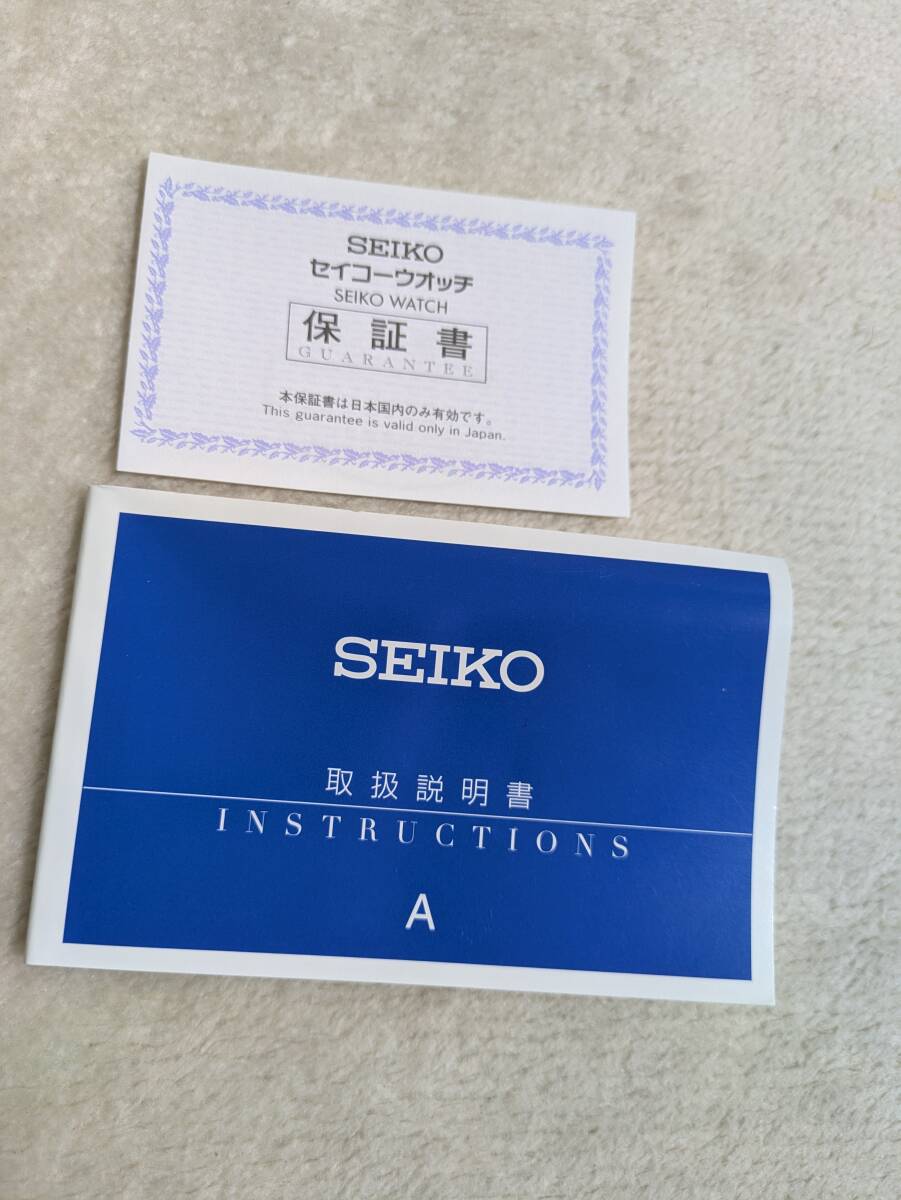 SEIKO
セイコーウオッチ
SEIKO WATCH
保証書
GUARANTEE
本保証書は日本国内のみ有効です。
This guarantee is valid only in Japan.
SEIKO
取扱説明書
INSTRUCTIONS
A